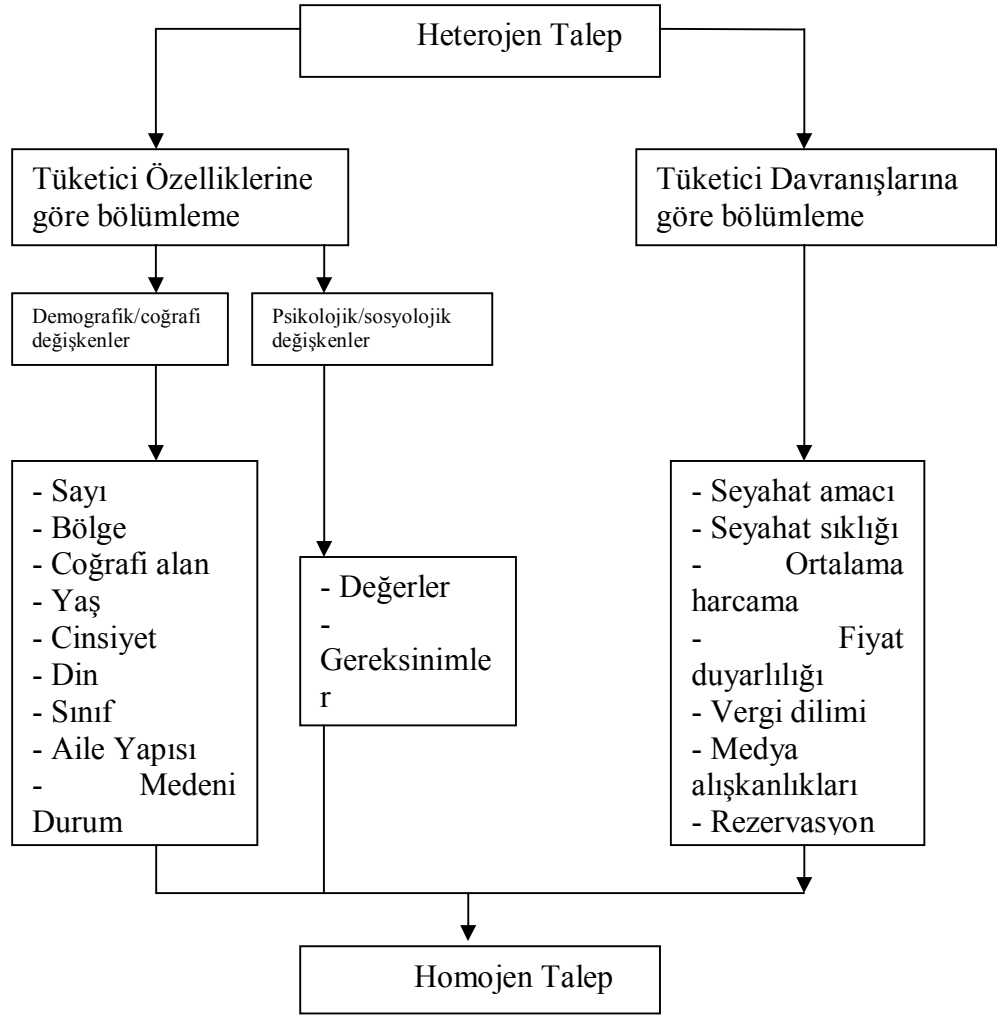 Heterojen Talep
Tüketici Özelliklerine
göre bölümleme
Tüketici Davranışlarına
göre bölümleme
Demografik/coğrafi
değişkenler
Psikolojik/sosyolojik
değişkenler
- Sayı
- Bölge
- Coğrafi alan
- Yaş
- Cinsiyet
- Din
- Sınıf
- Aile Yapısı
- Medeni
Durum
- Değerler
-
Gereksinimle
r
- Seyahat amacı
- Seyahat sıklığı
- Ortalama
harcama
- Fiyat
duyarlılığı
- Vergi dilimi
- Medya
alışkanlıkları
- Rezervasyon
Homojen Talep